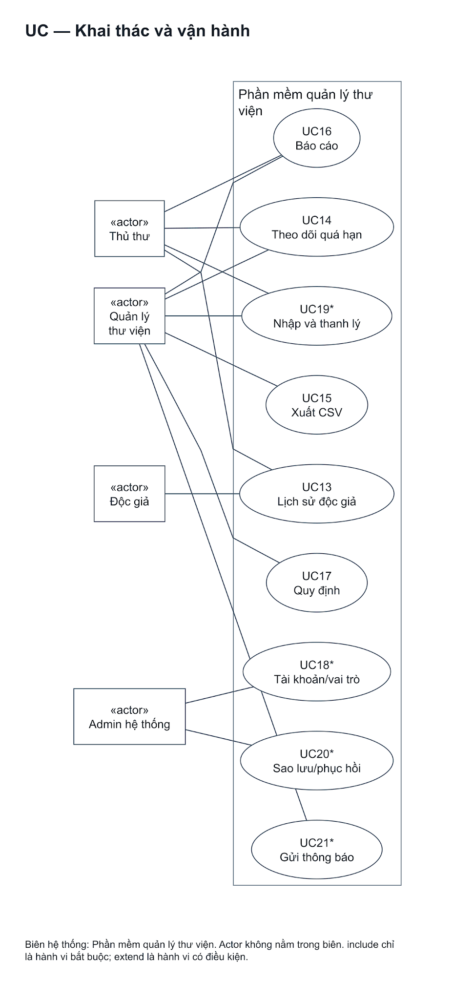 UC — Khai thác và vận hành
Phần mềm quản lý thư
viện
UC16
Báo cáo
«actor»
Thủ thư
UC14
Theo dõi quá hạn
«actor»
Quản lý
thư viện
UC19*
Nhập và thanh lý
UC15
Xuất CSV
«actor»
Độc giả
UC13
Lịch sử độc giả
UC17
Quy định
UC18*
Tài khoản/vai trò
«actor»
Admin hệ thống
UC20*
Sao lưu/phục hồi
UC21*
Gửi thông báo
Biên hệ thống: Phần mềm quản lý thư viện. Actor không nằm trong biên. include chỉ
là hành vi bắt buộc; extend là hành vi có điều kiện.